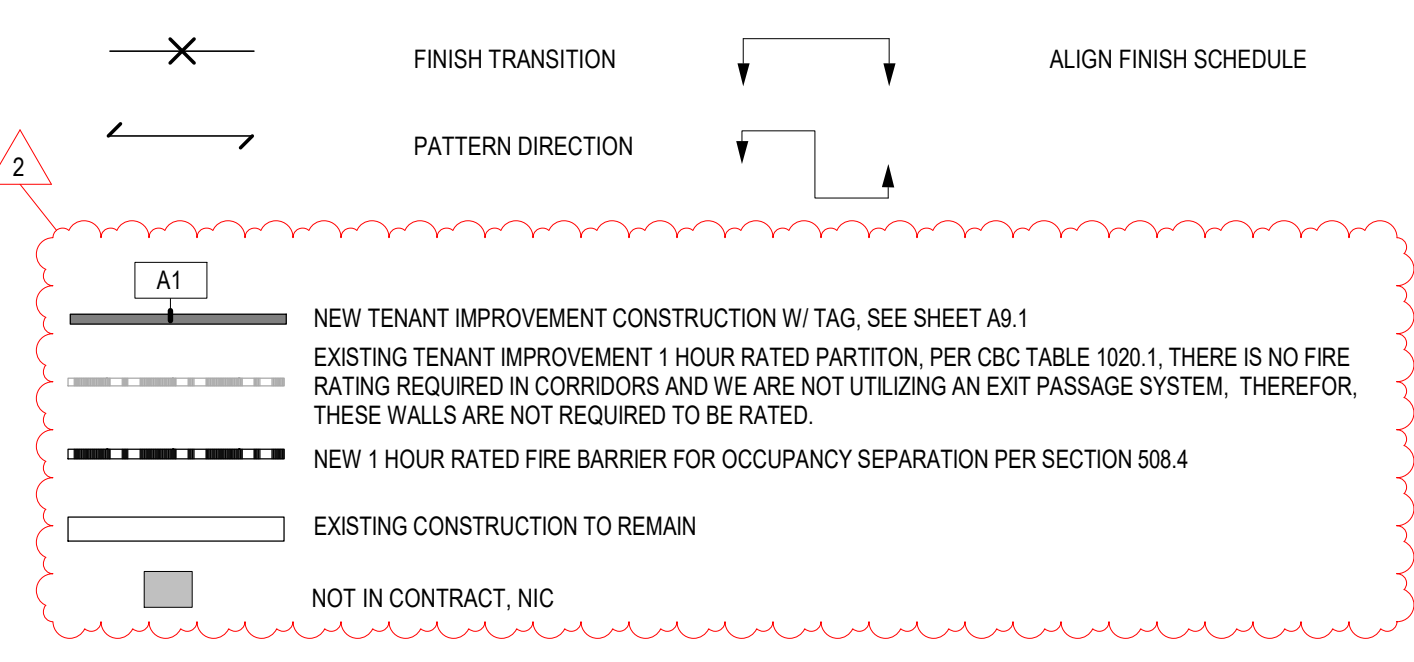 FINISH TRANSITION
ALIGN FINISH SCHEDULE
PATTERN DIRECTION
2
A1
NEW TENANT IMPROVEMENT CONSTRUCTION W/ TAG, SEE SHEET A9.1
EXISTING TENANT IMPROVEMENT 1 HOUR RATED PARTITON, PER CBC TABLE 1020.1, THERE IS NO FIRE
RATING REQUIRED IN CORRIDORS AND WE ARE NOT UTILIZING AN EXIT PASSAGE SYSTEM, THEREFOR,
THESE WALLS ARE NOT REQUIRED TO BE RATED.
NEW 1 HOUR RATED FIRE BARRIER FOR OCCUPANCY SEPARATION PER SECTION 508.4
EXISTING CONSTRUCTION TO REMAIN
NOT IN CONTRACT, NIC